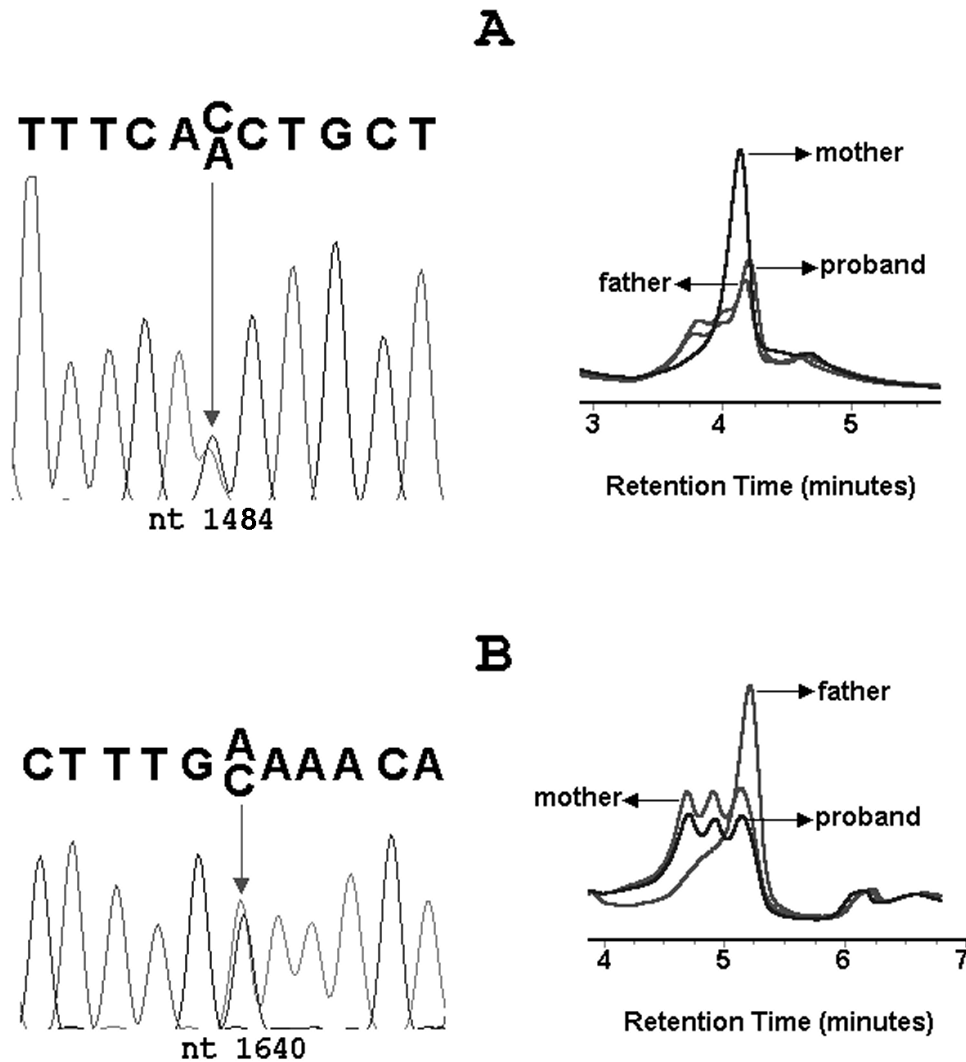 A
TTTCA C CTGCT
A
mother
proband
father
3 4 5
nt 1484
Retention Time (minutes)
B
CTTTG A AAACA
C
father
mother
proband
4 5 6 7
nt 1640
Retention Time (minutes)